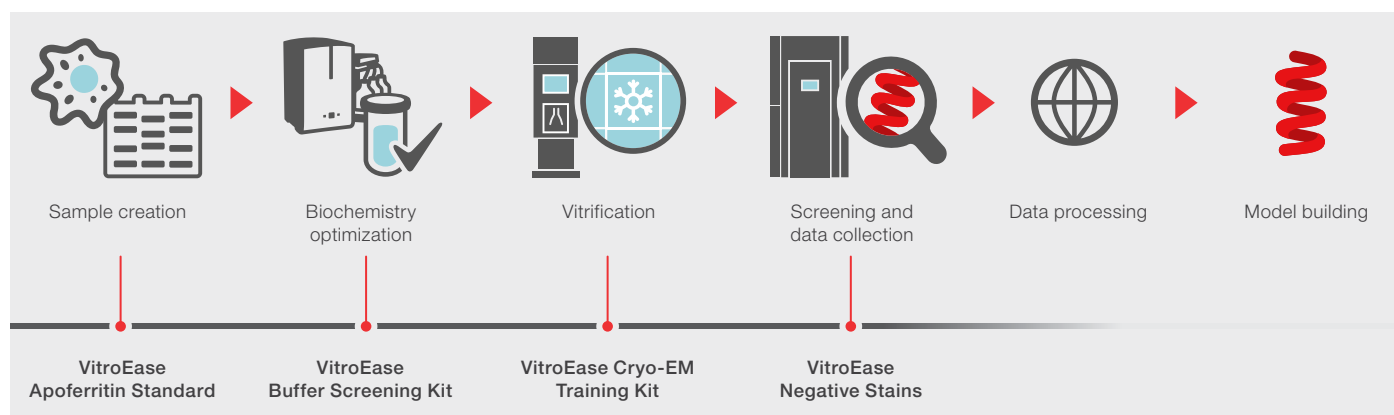 Sample creation
Biochemistry
optimization
Vitrification
Screening and
data collection
Data processing
Model building
VitroEase
Apoferritin Standard
VitroEase
Buffer Screening Kit
VitroEase Cryo-EM
Training Kit
VitroEase
Negative Stains